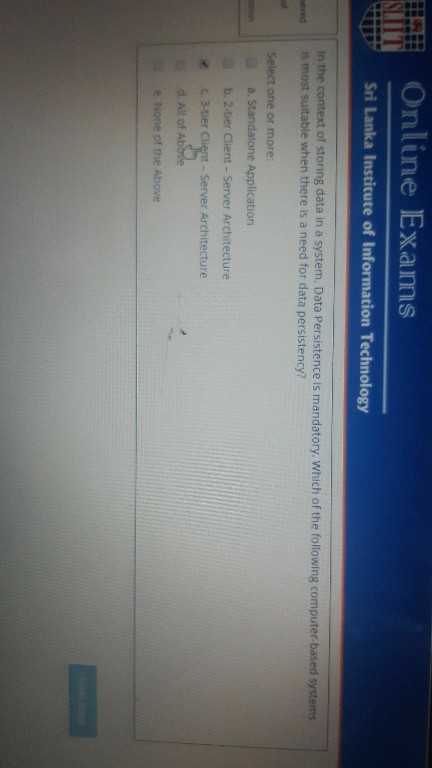 SLIIT
Online Exams
Sri Lanka Institute of Information Technology
In the context of storing data in a system, Data Persistence is mandatory. Which of the following computer-based systems
is most suitable when there is a need for data persistency?
Select one or more:
a. Standalone Application
b. 2-tier Client - Server Architecture
c. 3-tier Client - Server Architecture
d. All of Above
e. None of the Above